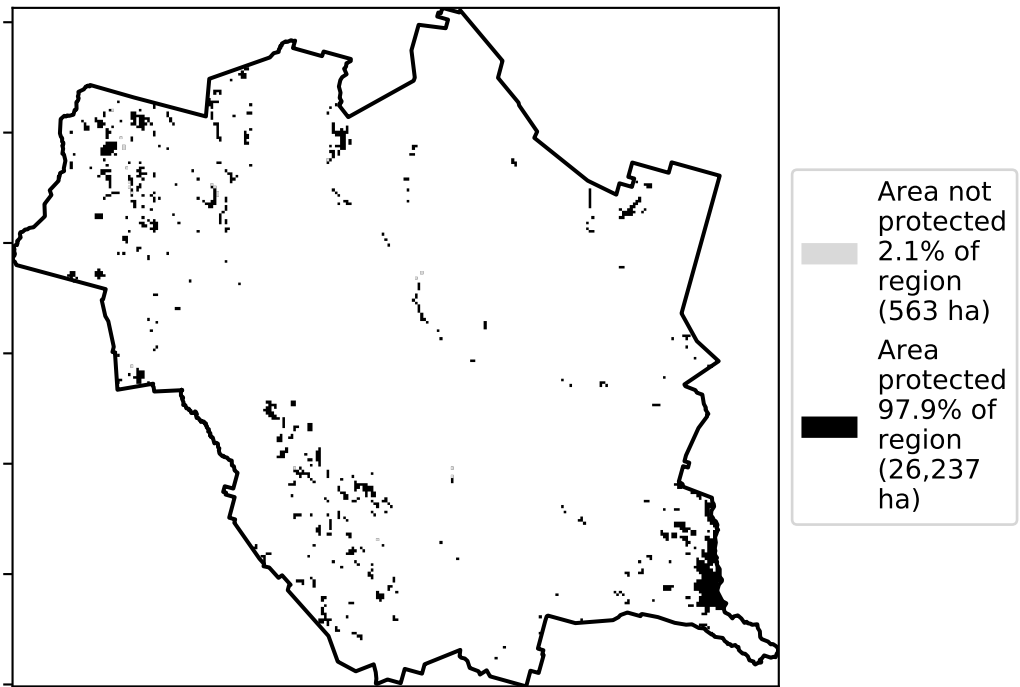 Area not
protected
2.1% of
region
(563 ha)
Area
protected
97.9% of
region
(26,237
ha)